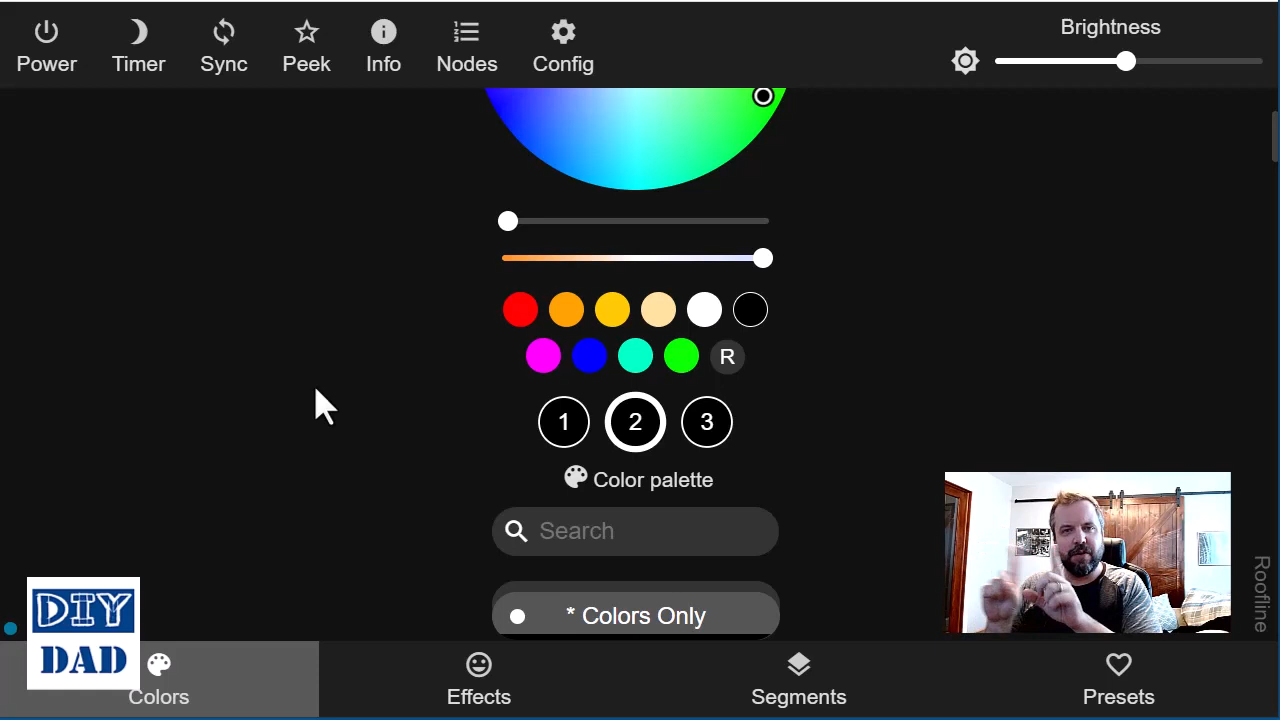 Power Timer Sync Peek Info Nodes Config
Brightness
R
1 2 3
Color palette
Search
* Colors Only
Roofline
DIY
DAD
Colors Effects Segments Presets